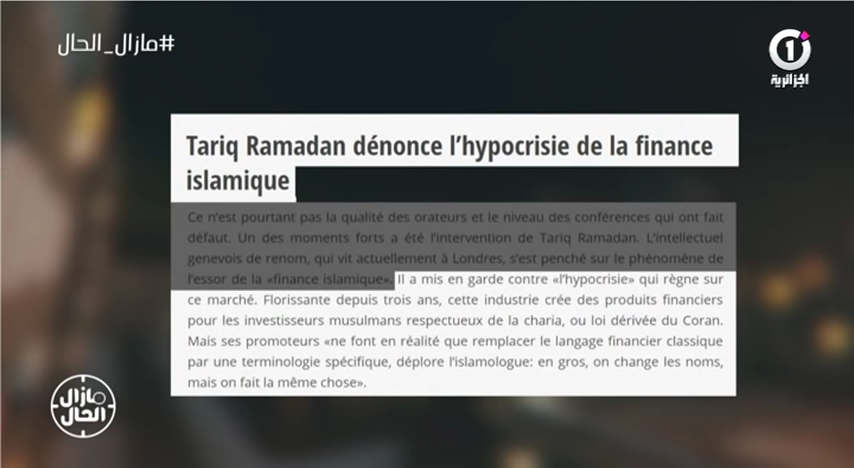 #مازال_الحال
1
الجزائرية
Tariq Ramadan dénonce l’hypocrisie de la finance
islamique
Ce n’est pourtant pas la qualité des orateurs et le niveau des conférences qui ont fait
défaut. Un des moments forts a été l’intervention de Tariq Ramadan. L’intellectuel
genevois de renom, qui vit actuellement à Londres, s’est penché sur le phénomène de
l’essor de la «finance islamique». Il a mis en garde contre «l’hypocrisie» qui règne sur
ce marché. Florissante depuis trois ans, cette industrie crée des produits financiers
pour les investisseurs musulmans respectueux de la charia, ou loi dérivée du Coran.
Mais ses promoteurs «ne font en réalité que remplacer le langage financier classique
par une terminologie spécifique, déplore l’islamologue: en gros, on change les noms,
mais on fait la même chose».
مازال
الحال